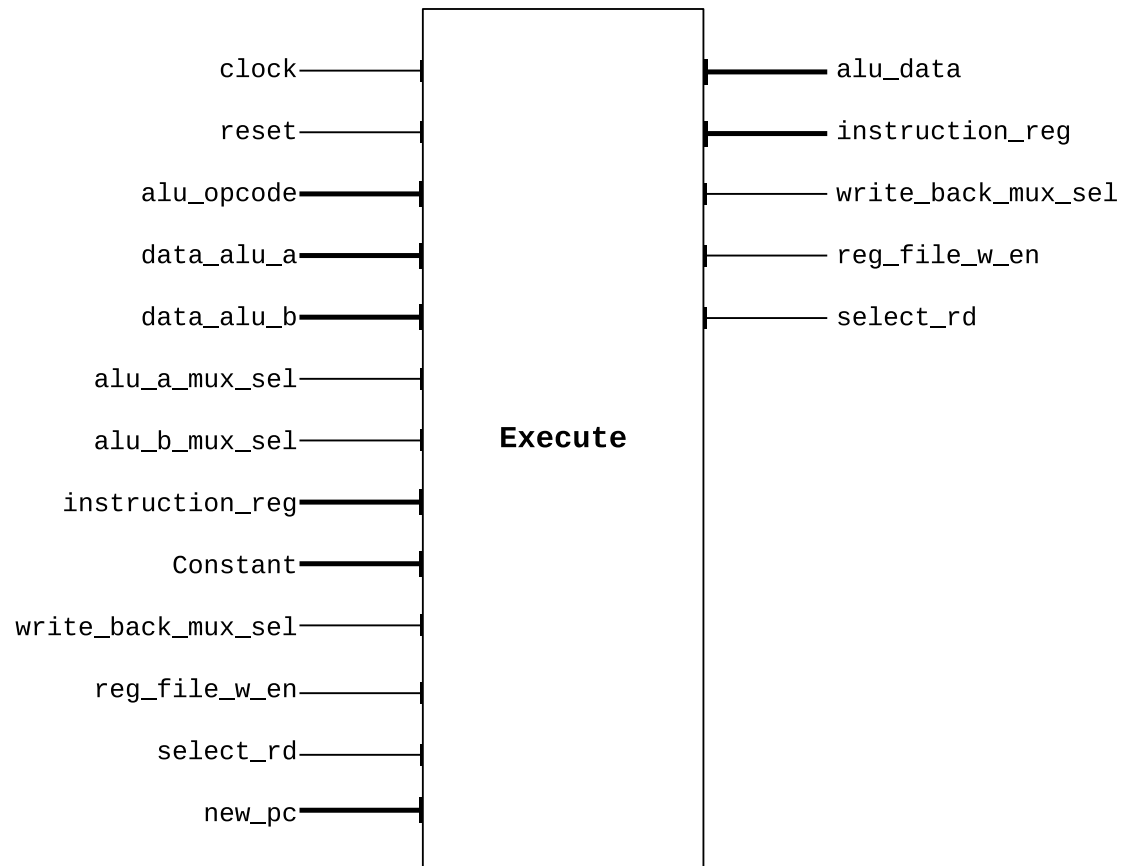 clock
reset
alu_opcode
data_alu_a
data_alu_b
alu_a_mux_sel
alu_b_mux_sel
instruction_reg
Constant
write_back_mux_sel
reg_file_w_en
select_rd
new_pc
Execute
alu_data
instruction_reg
write_back_mux_sel
reg_file_w_en
select_rd